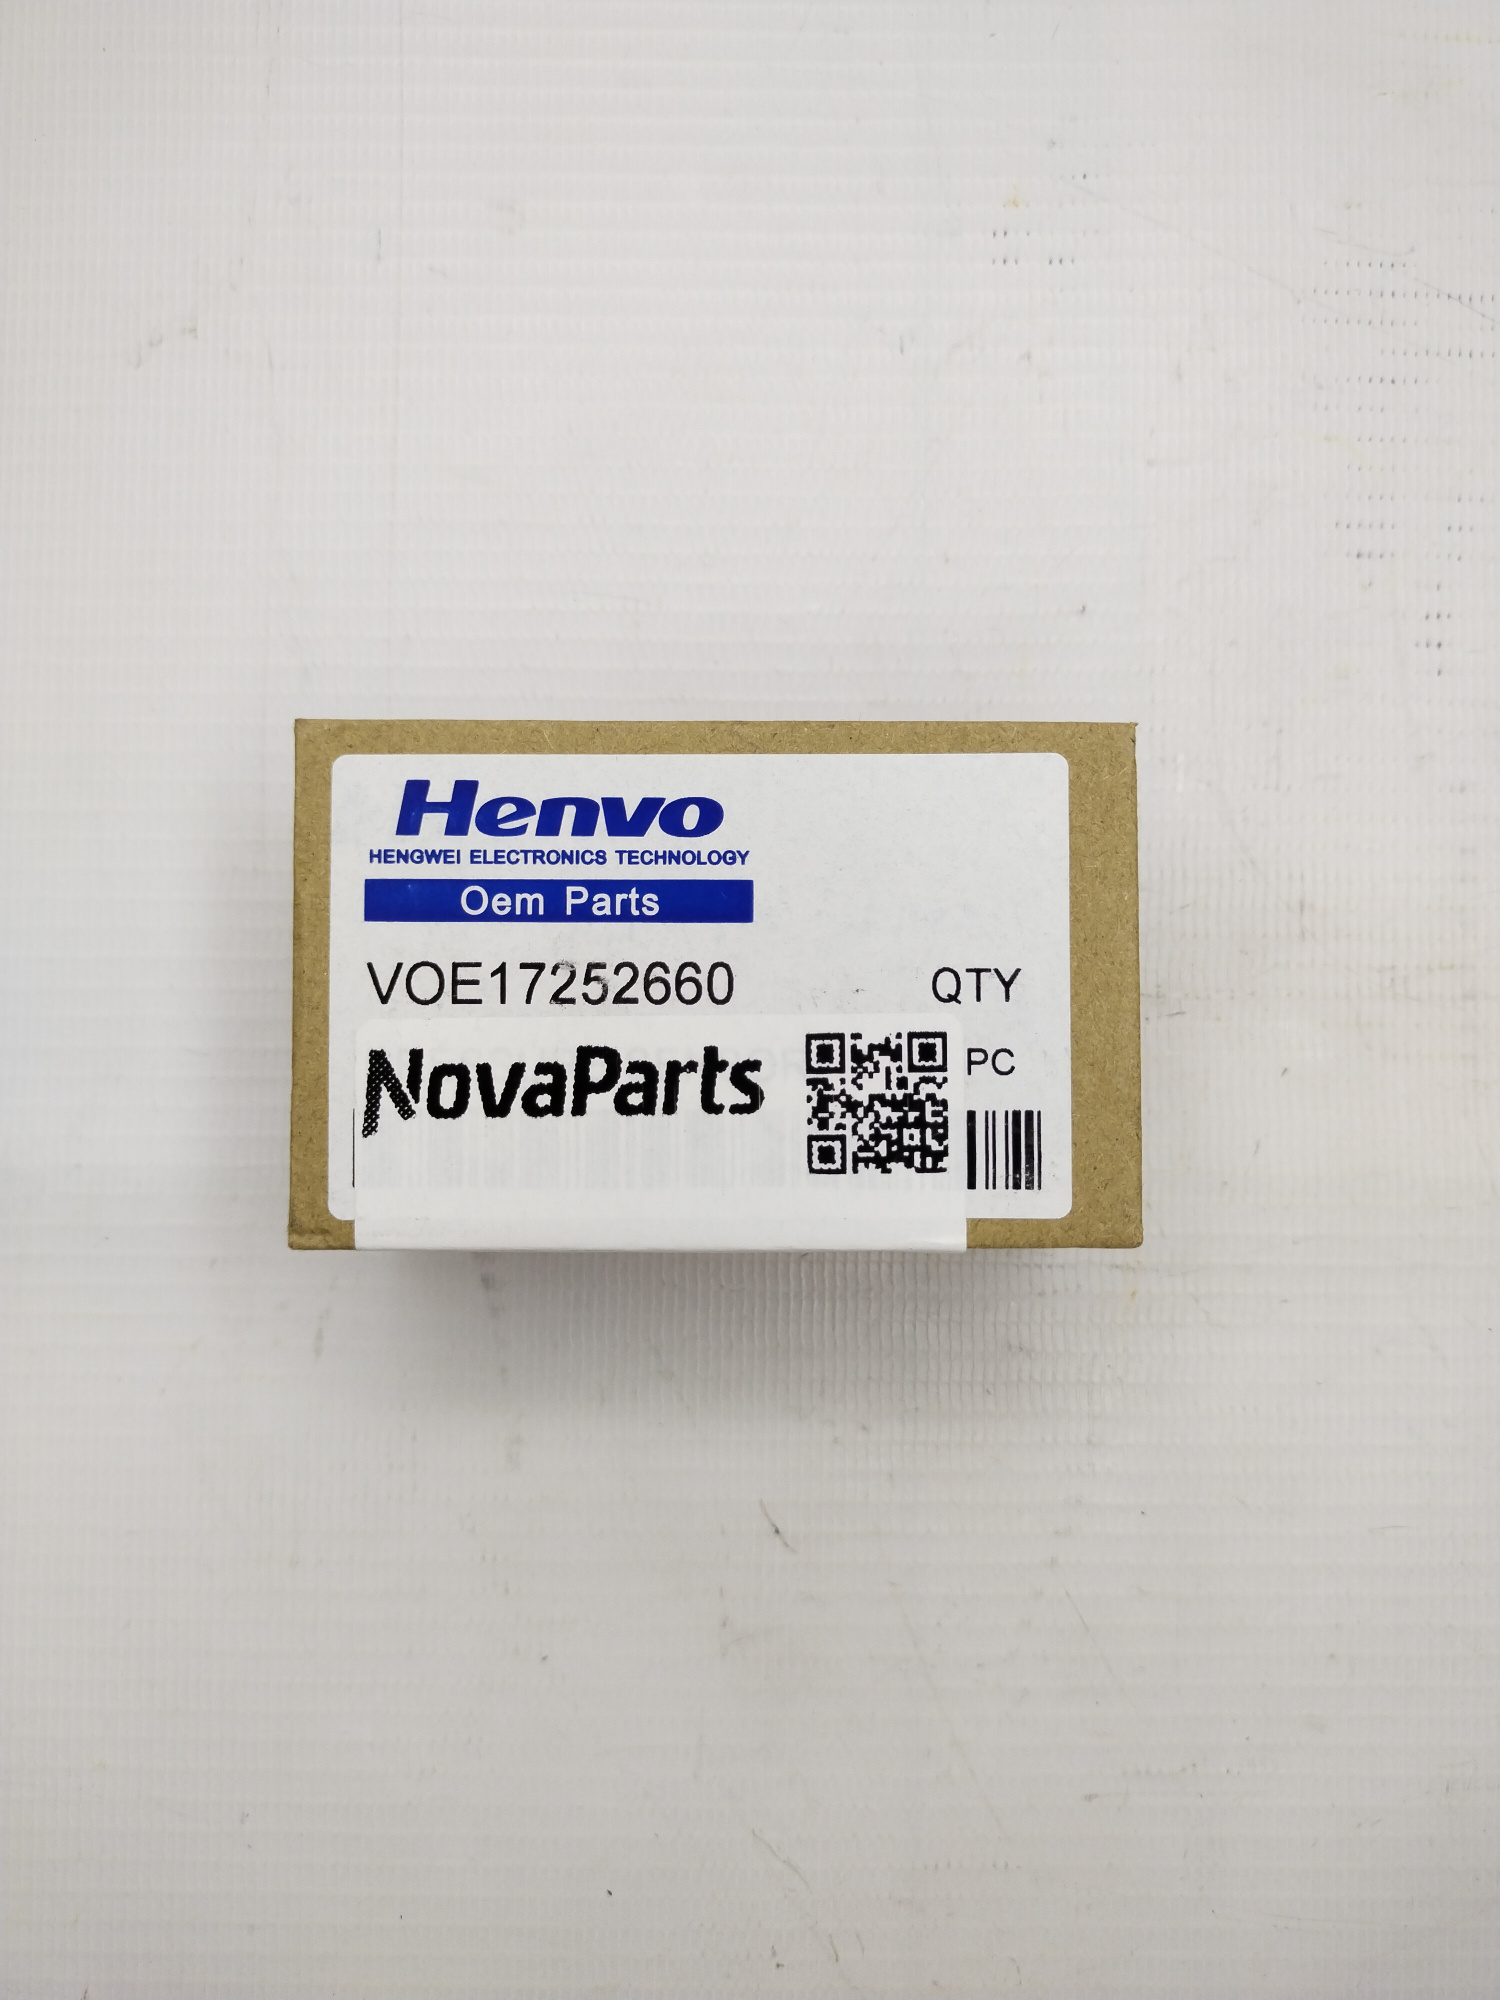 Henvo
HENGWEI ELECTRONICS TECHNOLOGY
Oem Parts
VOE17252660 QTY
NovaParts PC